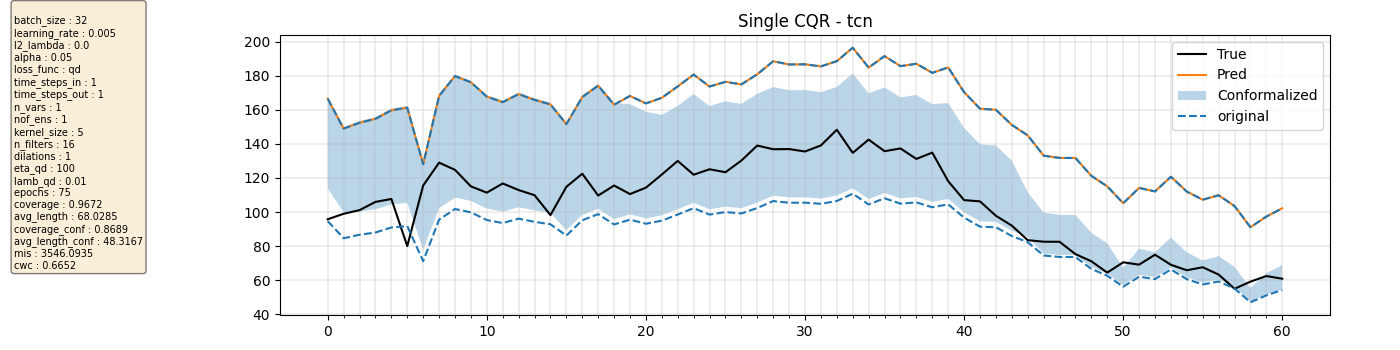 batch_size : 32
learning_rate : 0.005
l2_lambda : 0.0
alpha : 0.05
loss_func : qd
time_steps_in : 1
time_steps_out : 1
n_vars : 1
nof_ens : 1
kernel_size : 5
n_filters : 16
dilations : 1
eta_qd : 100
lamb_qd : 0.01
epochs : 75
coverage : 0.9672
avg_length : 68.0285
coverage_conf : 0.8689
avg_length_conf : 48.3167
mis : 3546.0935
cwc : 0.6652
Single CQR - tcn
200
180
160
140
120
100
80
60
40
True
Pred
Conformalized
original
0 10 20 30 40 50 60